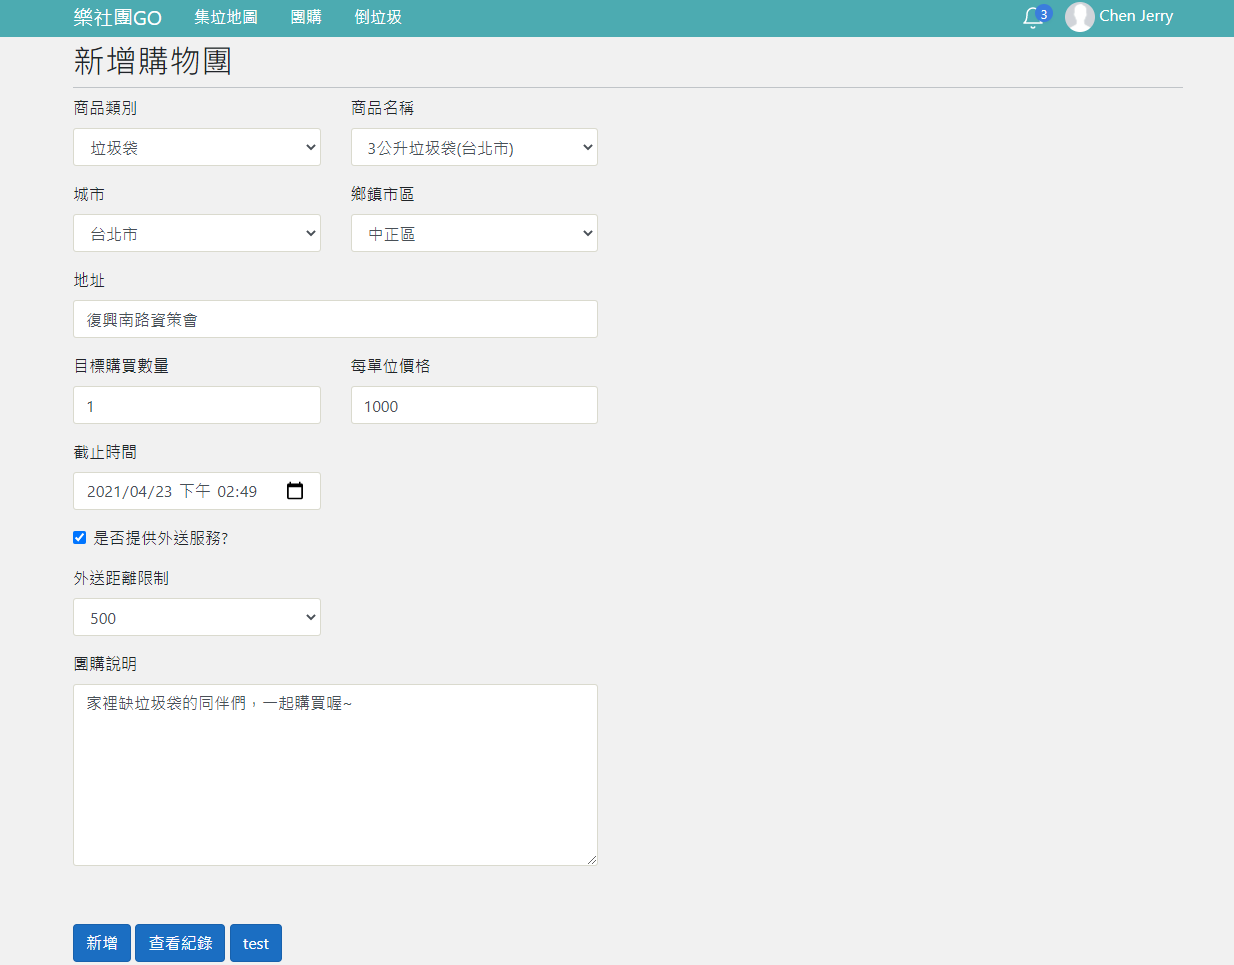 樂社團GO 集垃地圖 團購 倒垃圾 3 Chen Jerry
新增購物團
商品類別 商品名稱
垃圾袋 3公升垃圾袋(台北市)
城市 鄉鎮市區
台北市 中正區
地址
復興南路資策會
目標購買數量 每單位價格
1 1000
截止時間
2021/04/23 下午 02:49
是否提供外送服務?
外送距離限制
500
團購說明
家裡缺垃圾袋的同伴們，一起購買喔~
新增 查看紀錄 test